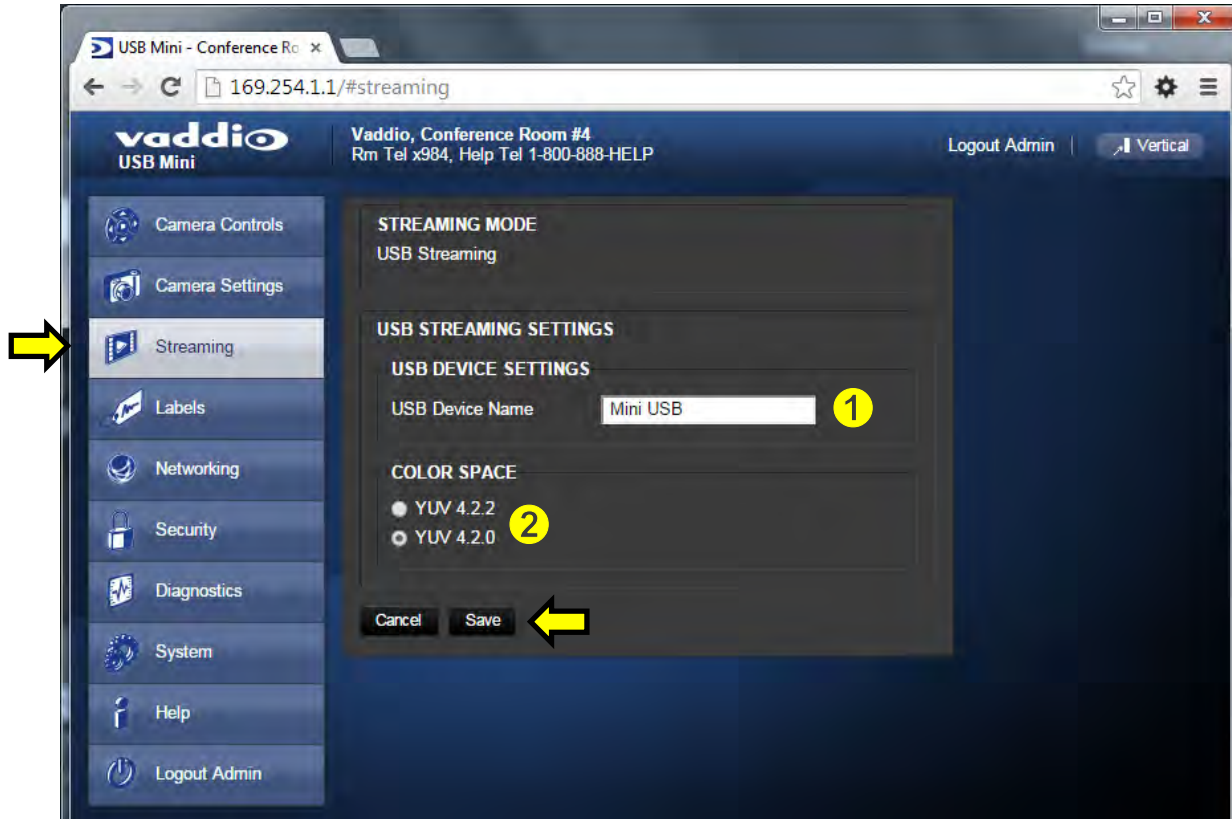 USB Mini - Conference Ro
169.254.1.1/#streaming
vaddio
USB Mini
Vaddio, Conference Room #4
Rm Tel x984, Help Tel 1-800-888-HELP
Logout Admin
Vertical
Camera Controls
Camera Settings
Streaming
Labels
Networking
Security
Diagnostics
System
Help
Logout Admin
STREAMING MODE
USB Streaming
USB STREAMING SETTINGS
USB DEVICE SETTINGS
USB Device Name Mini USB 1
COLOR SPACE
YUV 4.2.2
YUV 4.2.0
2
Cancel Save